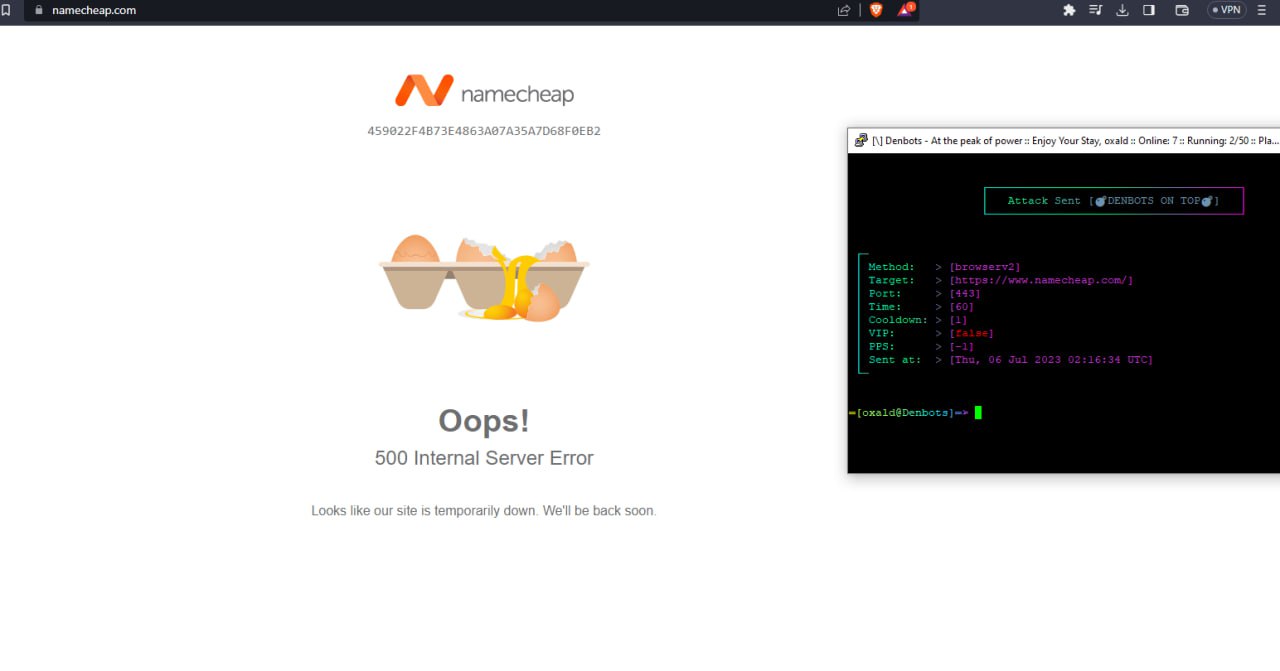 namecheap.com
1
VPN
namecheap
459022F4B73E4863A07A35A7D68F0EB2
Oops!
500 Internal Server Error
Looks like our site is temporarily down. We'll be back soon.
[\] Denbots - At the peak of power :: Enjoy Your Stay, oxald :: Online: 7 :: Running: 2/50 :: Pla...
Attack Sent [💣DENBOTS ON TOP💣]
Method: > [browserv2]
Target: > [https://www.namecheap.com/]
Port: > [443]
Time: > [60]
Cooldown: > [1]
VIP: > [false]
PPS: > [-1]
Sent at: > [Thu, 06 Jul 2023 02:16:34 UTC]
═[oxald@Denbots]═>